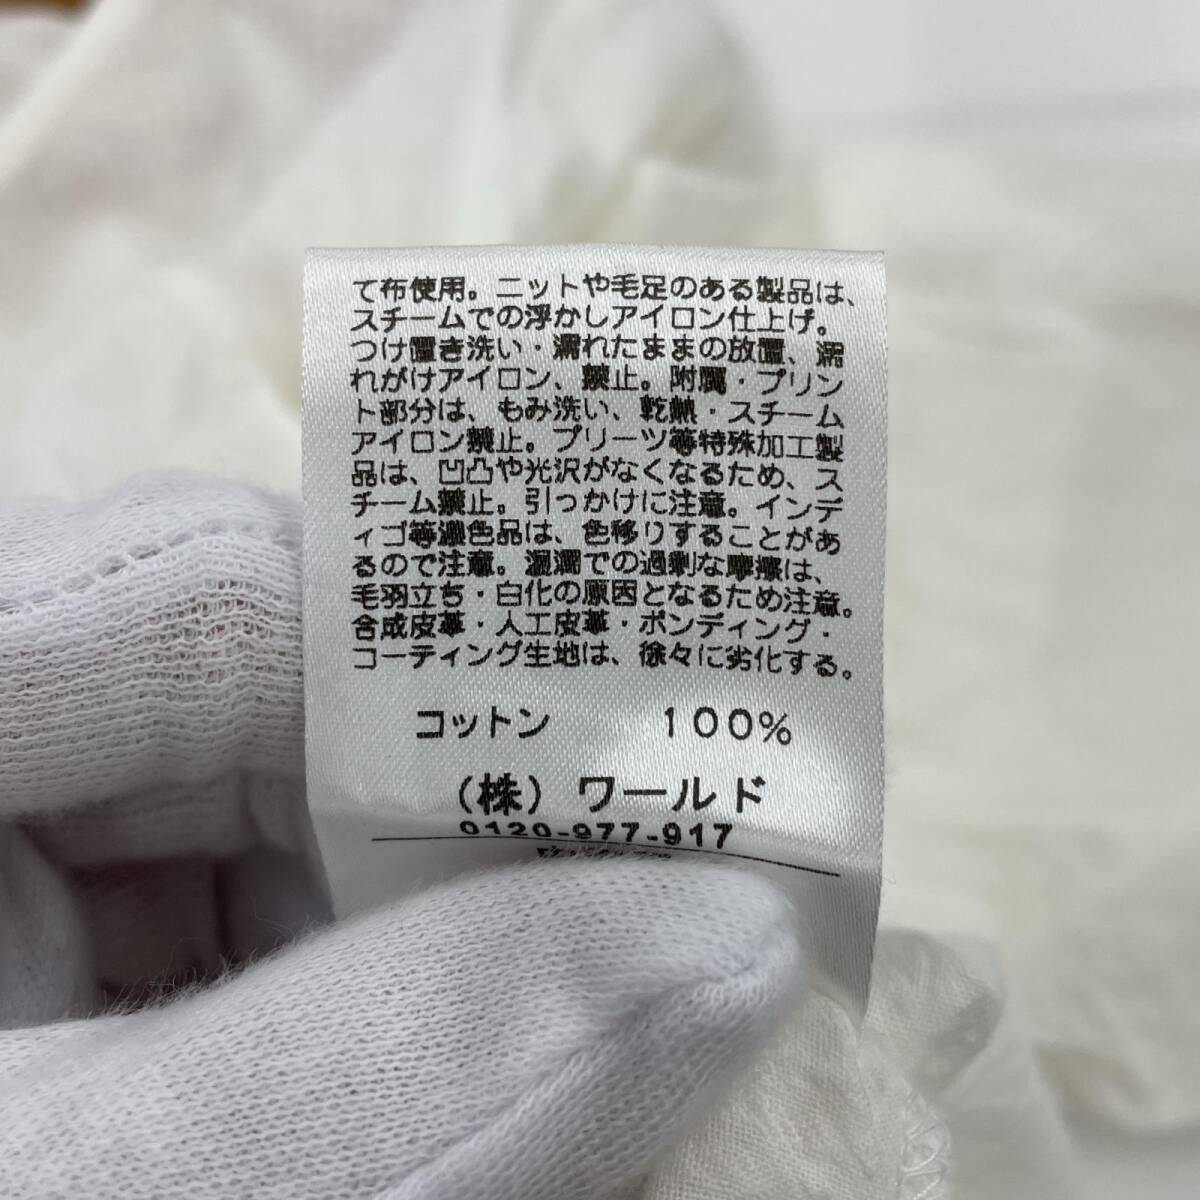 て布使用。ニットや毛足のある製品は、
スチームでの浮かしアイロン仕上げ。
つけ置き洗い・濡れたままの放置、濡
れがけアイロン、禁止。附属・プリン
ト部分は、もみ洗い、乾熱・スチーム
アイロン禁止。プリーツ等特殊加工製
品は、凹凸や光沢がなくなるため、ス
チーム禁止。引っかけに注意。インデ
ィゴ等濃色品は、色移りすることがあ
るので注意。湿潤での過剰な摩擦は、
毛羽立ち・白化の原因となるため注意。
合成皮革・人工皮革・ボンディング・
コーティング生地は、徐々に劣化する。
コットン 100%
(株)ワールド
0120-977-917